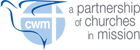 cwm
a partnership
of churches
in mission